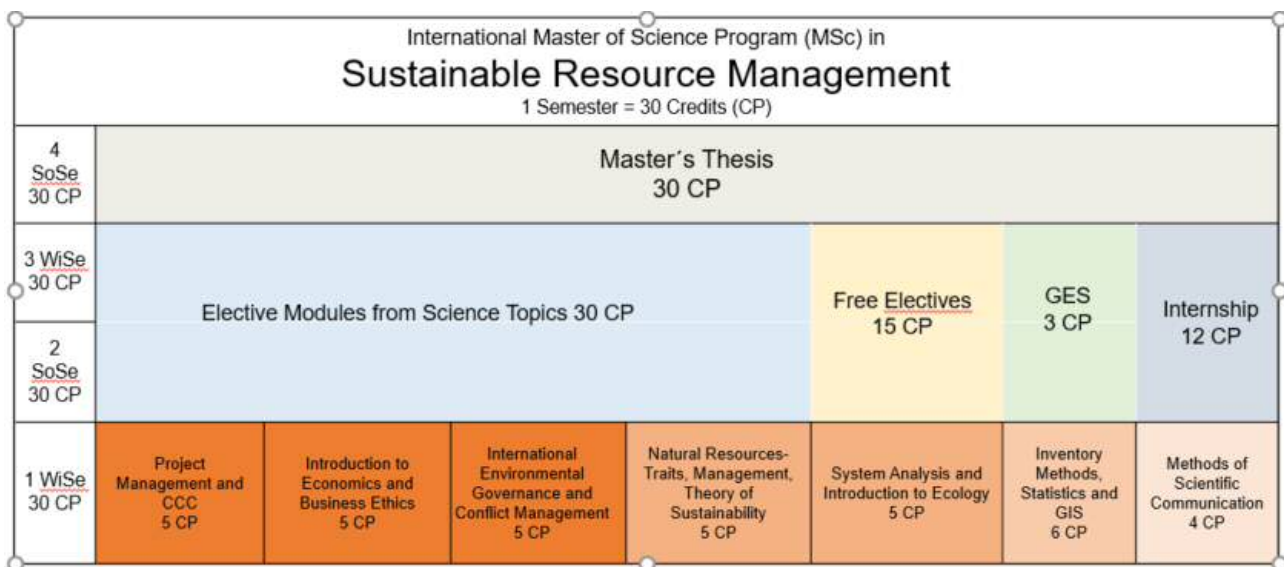 International Master of Science Program (MSc) in
Sustainable Resource Management
1 Semester = 30 Credits (CP)
4
SoSe
30 CP
Master´s Thesis
30 CP
3 WiSe
30 CP
2
SoSe
30 CP
Elective Modules from Science Topics 30 CP
Free Electives
15 CP
GES
3 CP
Internship
12 CP
1 WiSe
30 CP
Project
Management and
CCC
5 CP
Introduction to
Economics and
Business Ethics
5 CP
International
Environmental
Governance and
Conflict Management
5 CP
Natural Resources-
Traits, Management,
Theory of
Sustainability
5 CP
System Analysis and
Introduction to Ecology
5 CP
Inventory
Methods,
Statistics and
GIS
6 CP
Methods of
Scientific
Communication
4 CP